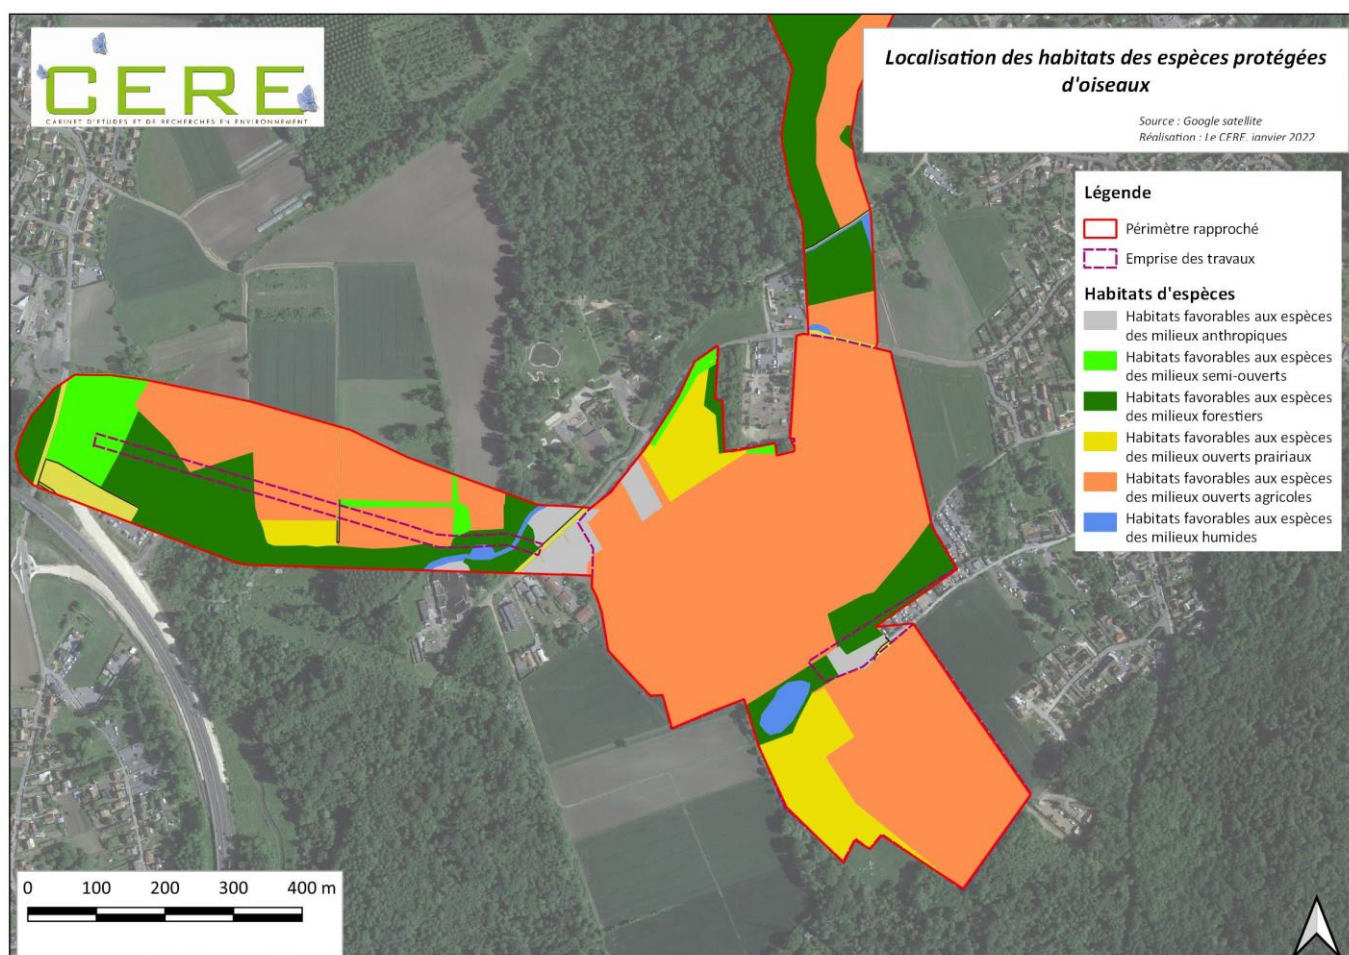 CERE
CABINET D'ETUDES ET DE RECHERCHES EN ENVIRONNEMENT
Localisation des habitats des espèces protégées
d'oiseaux
Source : Google satellite
Réalisation : Le CERE, janvier 2022
Légende
Périmètre rapproché
Emprise des travaux
Habitats d'espèces
Habitats favorables aux espèces
des milieux anthropiques
Habitats favorables aux espèces
des milieux semi-ouverts
Habitats favorables aux espèces
des milieux forestiers
Habitats favorables aux espèces
des milieux ouverts prairiaux
Habitats favorables aux espèces
des milieux ouverts agricoles
Habitats favorables aux espèces
des milieux humides
0 100 200 300 400 m